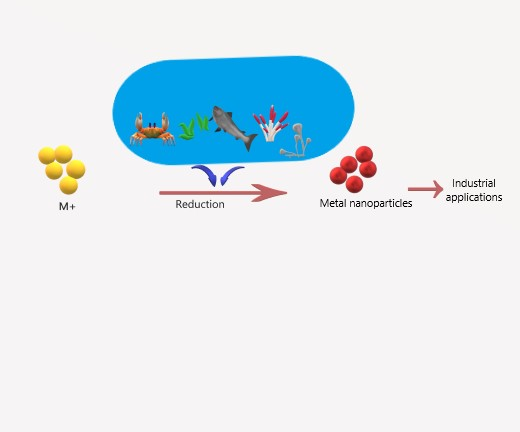 M+
Reduction
Metal nanoparticles
Industrial
applications